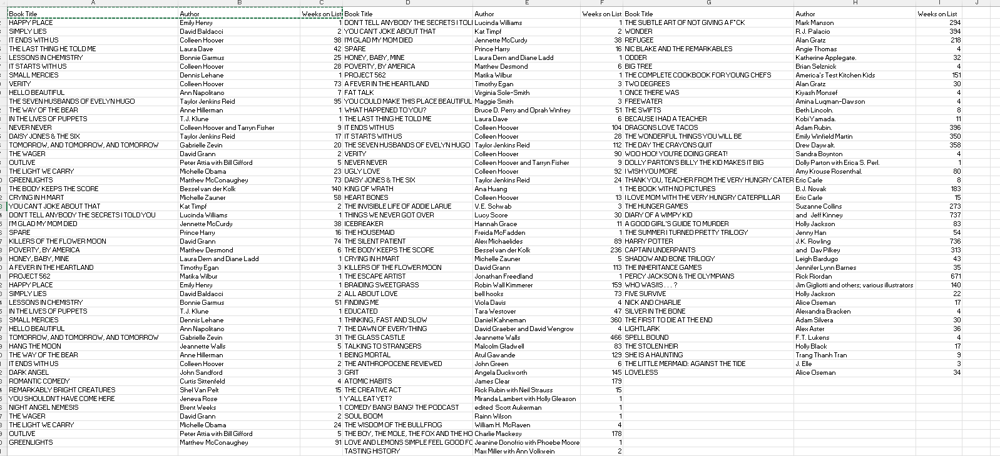 A B C D E F G H I J K
Book Title Author Weeks on List Book Title Author Weeks on List Book Title Author Weeks on List
HAPPY PLACE Emily Henry 1 DON'T TELL ANYBODY THE SECRETS I TOL Lucinda Williams 1 THE SUBTLE ART OF NOT GIVING A F*CK Mark Manson 294
SIMPLY LIES David Baldacci 2 YOU CAN'T JOKE ABOUT THAT Kat Timpf 2 WONDER R.J. Palacio 394
IT ENDS WITH US Colleen Hoover 98 I'M GLAD MY MOM DIED Jennette McCurdy 38 REFUGEE Alan Gratz 218
THE LAST THING HE TOLD ME Laura Dave 42 SPARE Prince Harry 16 NIC BLAKE AND THE REMARKABLES Angie Thomas 4
LESSONS IN CHEMISTRY Bonnie Garmus 25 HONEY, BABY, MINE Laura Dern and Diane Ladd 1 ODDER Katherine Applegate. 32
IT STARTS WITH US Colleen Hoover 28 POVERTY, BY AMERICA Matthew Desmond 6 BIG TREE Brian Selznick 4
SMALL MERCIES Dennis Lehane 1 PROJECT 562 Matika Wilbur 1 THE COMPLETE COOKBOOK FOR YOUNG CHEFS America's Test Kitchen Kids 151
VERITY Colleen Hoover 73 A FEVER IN THE HEARTLAND Timothy Egan 3 TWO DEGREES Alan Gratz 30
HELLO BEAUTIFUL Ann Napolitano 7 FAT TALK Virginia Sole-Smith 1 ONCE THERE WAS Kiyash Monsef 4
THE SEVEN HUSBANDS OF EVELYN HUGO Taylor Jenkins Reid 95 YOU COULD MAKE THIS PLACE BEAUTIFUL Maggie Smith 3 FREEWATER Amina Luqman-Dawson 4
THE WAY OF THE BEAR Anne Hillerman 1 WHAT HAPPENED TO YOU? Bruce D. Perry and Oprah Winfrey 51 THE SWIFTS Beth Lincoln. 8
IN THE LIVES OF PUPPETS T.J. Klune 1 THE LAST THING HE TOLD ME Laura Dave 6 BECAUSE I HAD A TEACHER Kobi Yamada. 11
NEVER NEVER Colleen Hoover and Tarryn Fisher 9 IT ENDS WITH US Colleen Hoover 104 DRAGONS LOVE TACOS Adam Rubin. 396
DAISY JONES & THE SIX Taylor Jenkins Reid 17 IT STARTS WITH US Colleen Hoover 28 THE WONDERFUL THINGS YOU WILL BE Emily Winfield Martin 350
TOMORROW, AND TOMORROW, AND TOMORROW Gabrielle Zevin 20 THE SEVEN HUSBANDS OF EVELYN HUGO Taylor Jenkins Reid 112 THE DAY THE CRAYONS QUIT Drew Daywalt. 358
THE WAGER David Grann 2 VERITY Colleen Hoover 90 WOO HOO! YOU'RE DOING GREAT! Sandra Boynton 4
OUTLIVE Peter Attia with Bill Gifford 5 NEVER NEVER Colleen Hoover and Tarryn Fisher 9 DOLLY PARTON'S BILLY THE KID MAKES IT BIG Dolly Parton with Erica S. Perl. 1
THE LIGHT WE CARRY Michelle Obama 23 UGLY LOVE Colleen Hoover 92 I WISH YOU MORE Amy Krouse Rosenthal. 80
GREENLIGHTS Matthew McConaughey 73 DAISY JONES & THE SIX Taylor Jenkins Reid 24 THANK YOU, TEACHER FROM THE VERY HUNGRY CATER Eric Carle 8
THE BODY KEEPS THE SCORE Bessel van der Kolk 140 KING OF WRATH Ana Huang 1 THE BOOK WITH NO PICTURES B.J. Novak 183
CRYING IN H MART Michelle Zauner 58 HEART BONES Colleen Hoover 13 I LOVE MOM WITH THE VERY HUNGRY CATERPILLAR Eric Carle 15
YOU CAN'T JOKE ABOUT THAT Kat Timpf 2 THE INVISIBLE LIFE OF ADDIE LARUE V.E. Schwab 3 THE HUNGER GAMES Suzanne Collins 273
DON'T TELL ANYBODY THE SECRETS I TOLD YOU Lucinda Williams 1 THINGS WE NEVER GOT OVER Lucy Score 30 DIARY OF A WIMPY KID and Jeff Kinney 737
I'M GLAD MY MOM DIED Jennette McCurdy 38 ICEBREAKER Hannah Grace 11 A GOOD GIRL'S GUIDE TO MURDER Holly Jackson 83
SPARE Prince Harry 16 THE HOUSEMAID Freida McFadden 1 THE SUMMER I TURNED PRETTY TRILOGY Jenny Han 54
KILLERS OF THE FLOWER MOON David Grann 74 THE SILENT PATIENT Alex Michaelides 89 HARRY POTTER J.K. Rowling 736
POVERTY, BY AMERICA Matthew Desmond 6 THE BODY KEEPS THE SCORE Bessel van der Kolk 236 CAPTAIN UNDERPANTS and Dav Pilkey 313
HONEY, BABY, MINE Laura Dern and Diane Ladd 1 CRYING IN H MART Michelle Zauner 5 SHADOW AND BONE TRILOGY Leigh Bardugo 43
A FEVER IN THE HEARTLAND Timothy Egan 3 KILLERS OF THE FLOWER MOON David Grann 113 THE INHERITANCE GAMES Jennifer Lynn Barnes 35
PROJECT 562 Matika Wilbur 1 THE ESCAPE ARTIST Jonathan Freedland 1 PERCY JACKSON & THE OLYMPIANS Rick Riordan 671
HAPPY PLACE Emily Henry 1 BRAIDING SWEETGRASS Robin Wall Kimmerer 159 WHO WAS/IS . . . ? Jim Gigliotti and others; various illustrators 140
SIMPLY LIES David Baldacci 2 ALL ABOUT LOVE bell hooks 73 FIVE SURVIVE Holly Jackson 22
LESSONS IN CHEMISTRY Bonnie Garmus 51 FINDING ME Viola Davis 4 NICK AND CHARLIE Alice Oseman 17
IN THE LIVES OF PUPPETS T.J. Klune 1 EDUCATED Tara Westover 47 SILVER IN THE BONE Alexandra Bracken 4
SMALL MERCIES Dennis Lehane 1 THINKING, FAST AND SLOW Daniel Kahneman 360 THE FIRST TO DIE AT THE END Adam Silvera 30
HELLO BEAUTIFUL Ann Napolitano 7 THE DAWN OF EVERYTHING David Graeber and David Wengrow 4 LIGHTLARK Alex Aster 36
TOMORROW, AND TOMORROW, AND TOMORROW Gabrielle Zevin 31 THE GLASS CASTLE Jeannette Walls 466 SPELL BOUND F.T. Lukens 4
HANG THE MOON Jeannette Walls 5 TALKING TO STRANGERS Malcolm Gladwell 83 THE STOLEN HEIR Holly Black 17
THE WAY OF THE BEAR Anne Hillerman 1 BEING MORTAL Atul Gawande 129 SHE IS A HAUNTING Trang Thanh Tran 9
IT ENDS WITH US Colleen Hoover 2 THE ANTHROPOCENE REVIEWED John Green 6 THE LITTLE MERMAID: AGAINST THE TIDE J. Elle 3
DARK ANGEL John Sandford 3 GRIT Angela Duckworth 145 LOVELESS Alice Oseman 34
ROMANTIC COMEDY Curtis Sittenfeld 4 ATOMIC HABITS James Clear 179
REMARKABLY BRIGHT CREATURES Shel Van Pelt 15 THE CREATIVE ACT Rick Rubin with Neil Strauss 15
YOU SHOULDN'T HAVE COME HERE Jeneva Rose 1 Y'ALL EAT YET? Miranda Lambert with Holly Gleason 1
NIGHT ANGEL NEMESIS Brent Weeks 1 COMEDY BANG! BANG! THE PODCAST edited Scott Aukerman 1
THE WAGER David Grann 2 SOUL BOOM Rainn Wilson 1
THE LIGHT WE CARRY Michelle Obama 24 THE WISDOM OF THE BULLFROG William H. McRaven 4
OUTLIVE Peter Attia with Bill Gifford 5 THE BOY, THE MOLE, THE FOX AND THE HO Charlie Mackesy 178
GREENLIGHTS Matthew McConaughey 91 LOVE AND LEMONS SIMPLE FEEL GOOD FO Jeanine Donofrio with Phoebe Moore 1
TASTING HISTORY Max Miller with Ann Volkwein 2